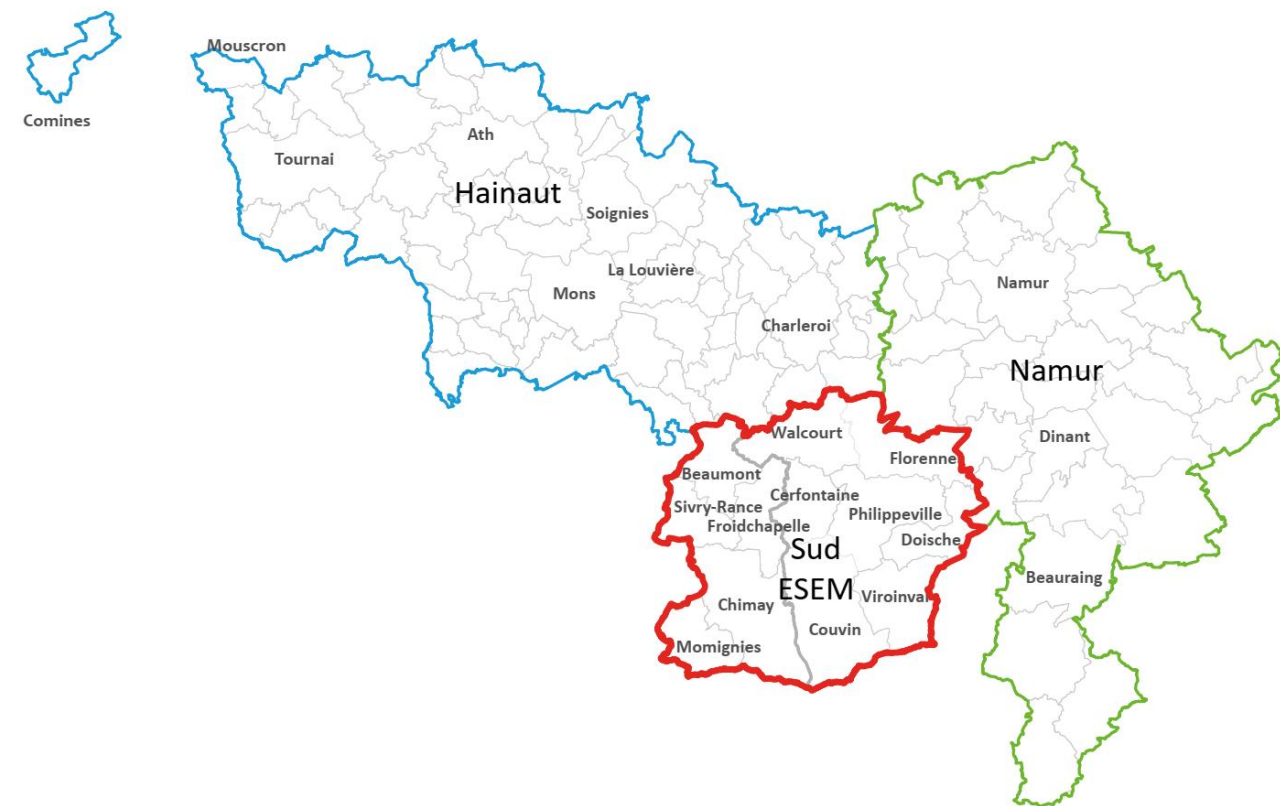 Mouscron
Comines
Ath
Tournai
Hainaut
Soignies
La Louvière
Mons
Namur
Charleroi
Namur
Walcourt
Dinant
Florenne
Beaumont
Cerfontaine
Sivry-Rance
Philippeville
Froidchapelle
Doische
Sud
ESEM
Beauraing
Viroinval
Chimay
Couvin
Momignies